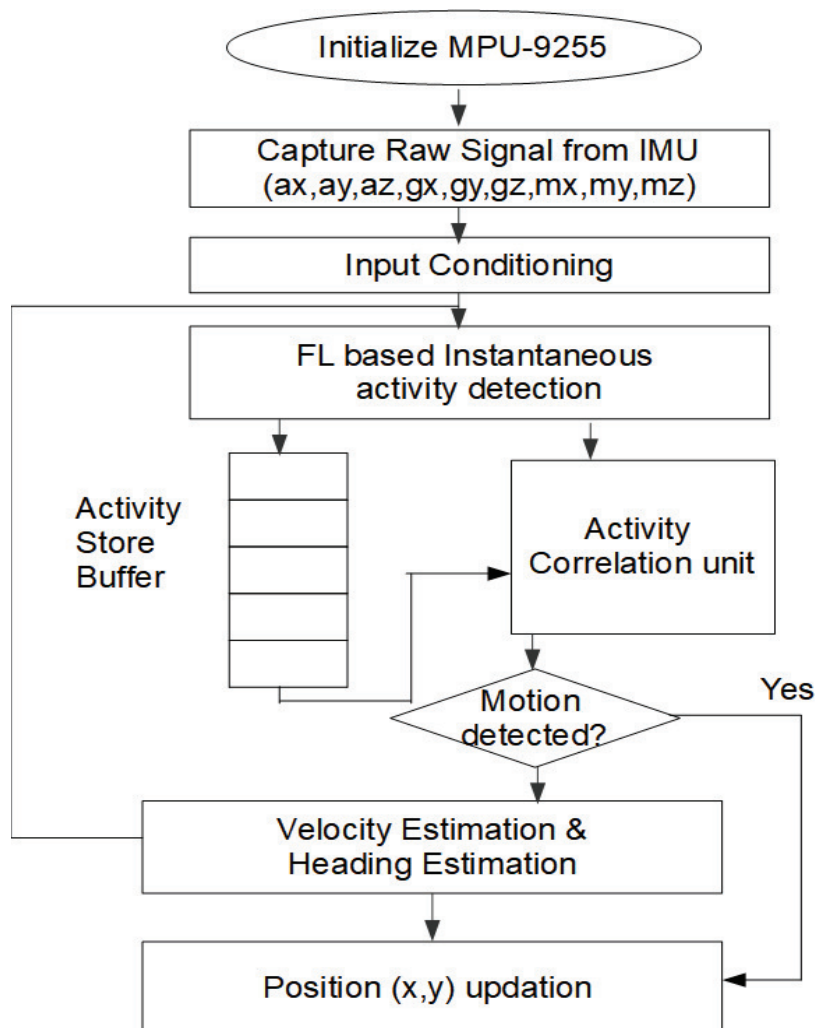 Initialize MPU-9255
Capture Raw Signal from IMU
(ax,ay,az,gx,gy,gz,mx,my,mz)
Input Conditioning
FL based Instantaneous
activity detection
Activity
Store
Buffer
Activity
Correlation unit
Motion
detected?
Yes
Velocity Estimation &
Heading Estimation
Position (x,y) updation